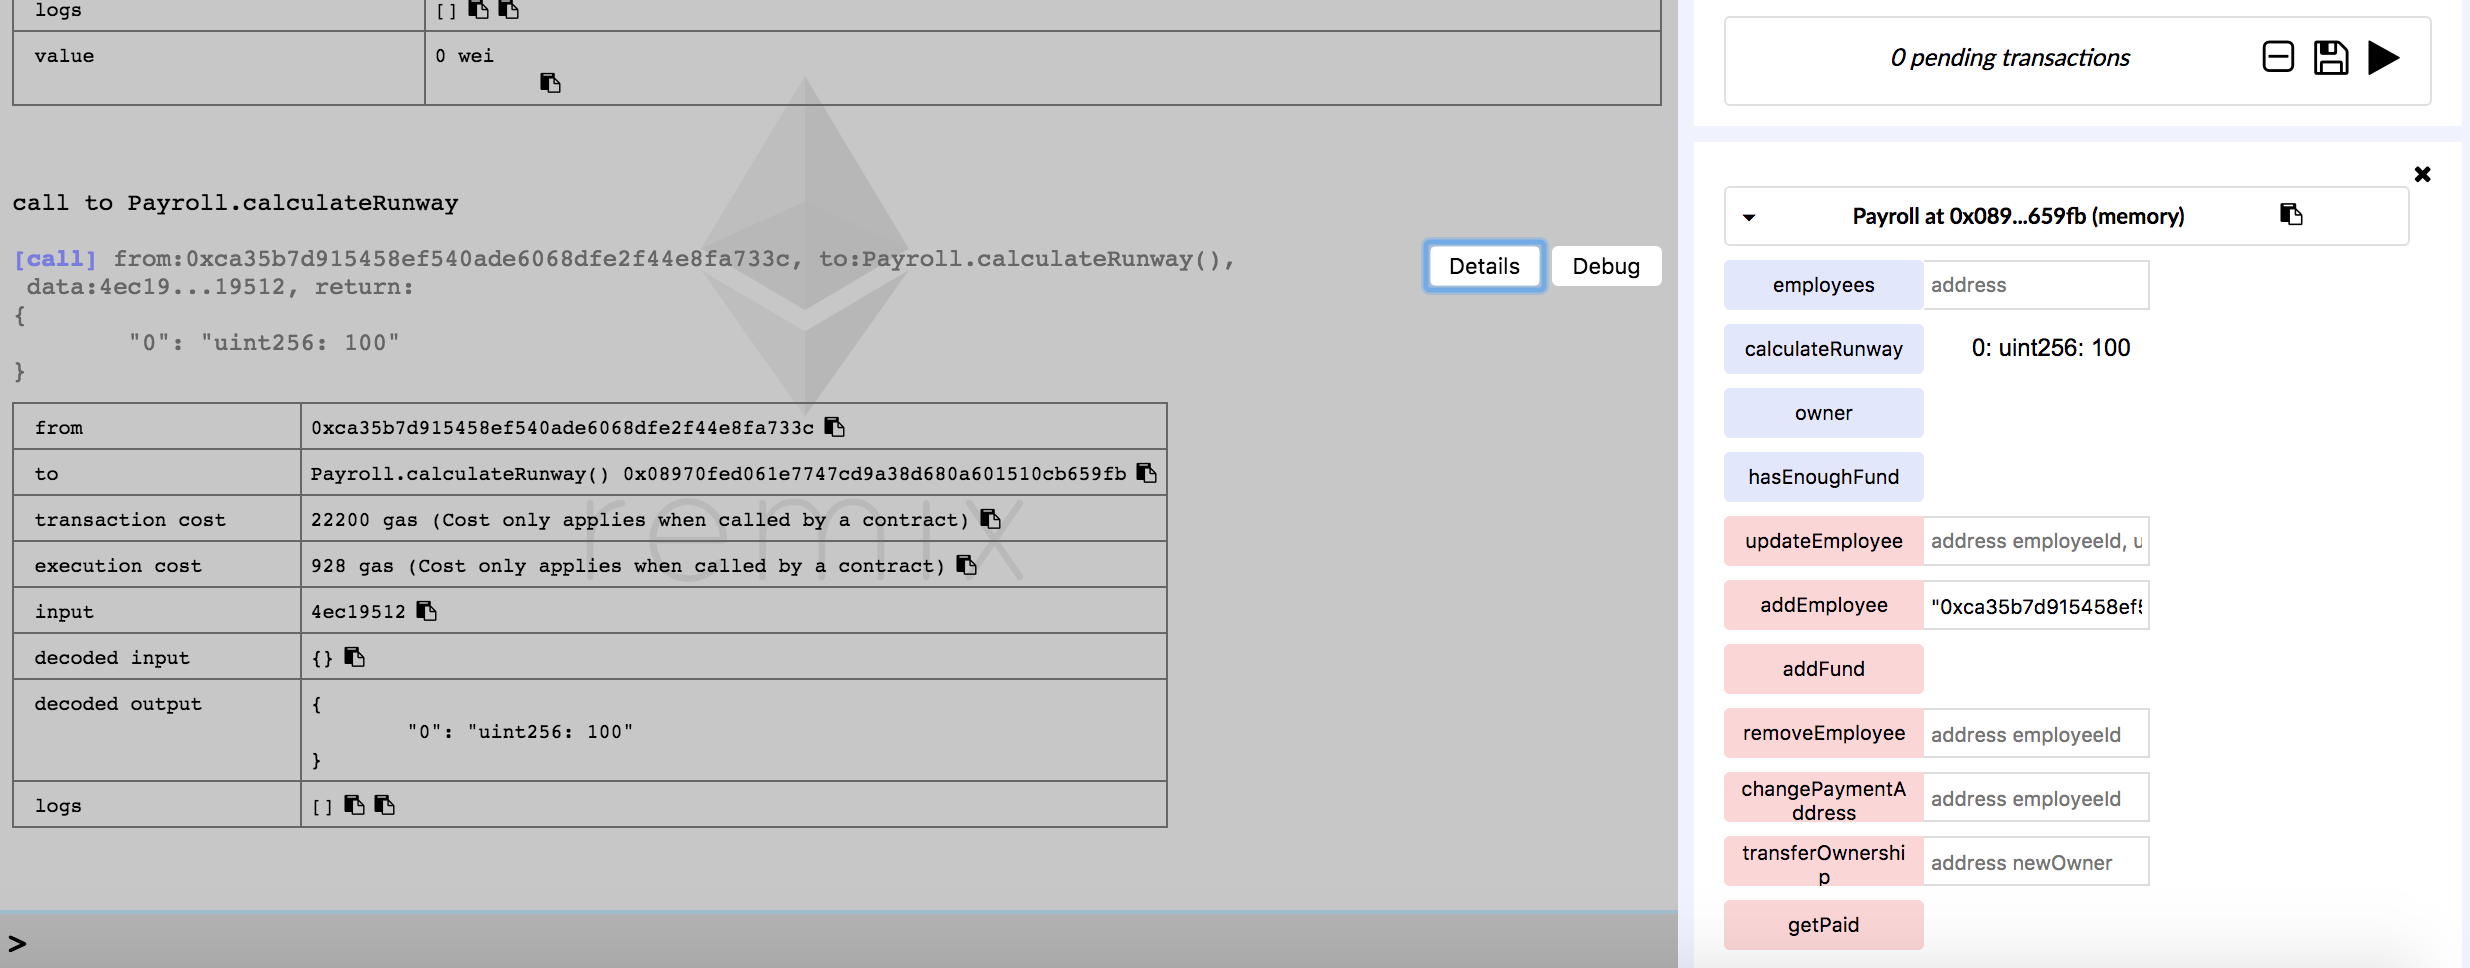 logs []
value 0 wei
call to Payroll.calculateRunway
[call] from:0xca35b7d915458ef540ade6068dfe2f44e8fa733c, to:Payroll.calculateRunway(),
data:4ec19...19512, return:
{
"0": "uint256: 100"
}
Details Debug
from 0xca35b7d915458ef540ade6068dfe2f44e8fa733c
to Payroll.calculateRunway() 0x08970fed061e7747cd9a38d680a601510cb659fb
transaction cost 22200 gas (Cost only applies when called by a contract)
execution cost 928 gas (Cost only applies when called by a contract)
input 4ec19512
decoded input {}
decoded output {
"0": "uint256: 100"
}
logs []
remix
>
0 pending transactions
Payroll at 0x089...659fb (memory)
employees address
calculateRunway 0: uint256: 100
owner
hasEnoughFund
updateEmployee address employeeId, u
addEmployee "0xca35b7d915458ef5
addFund
removeEmployee address employeeId
changePaymentA
ddress address employeeId
transferOwnershi
p address newOwner
getPaid